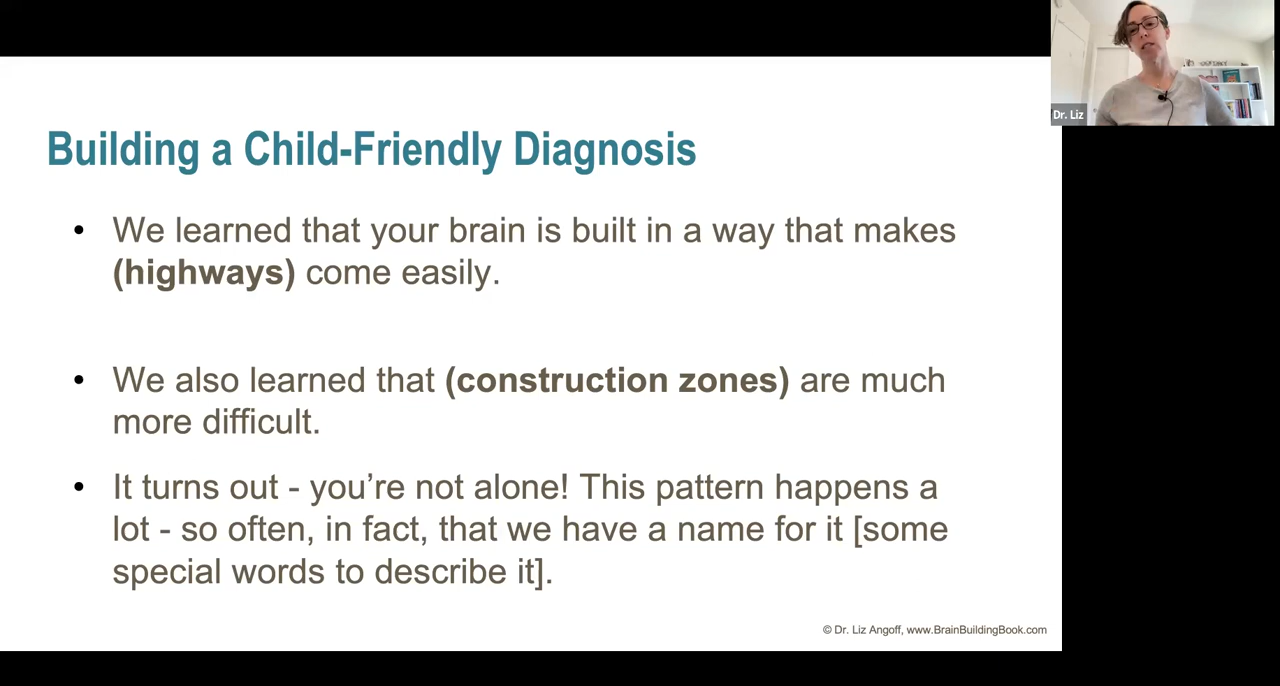 Dr. Liz
Building a Child-Friendly Diagnosis
• We learned that your brain is built in a way that makes
(highways) come easily.
• We also learned that (construction zones) are much
more difficult.
• It turns out - you’re not alone! This pattern happens a
lot - so often, in fact, that we have a name for it [some
special words to describe it].
© Dr. Liz Angoff, www.BrainBuildingBook.com